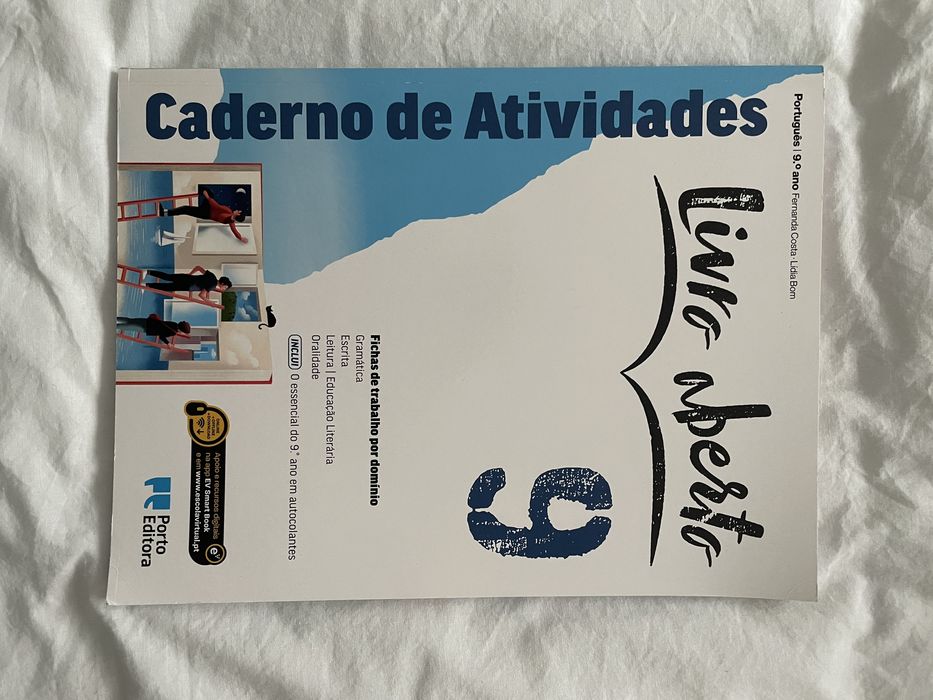 Português | 9.º ano Fernanda Costa · Lídia Bom
Livro aberto
9
Caderno de Atividades
Fichas de trabalho por domínio
Gramática
Escrita
Leitura | Educação Literária
Oralidade
INCLUI O essencial do 9.º ano em autocolantes
Apoio e recursos digitais
na app EV Smart Book
e em www.escolavirtual.pt
eV
Porto
Editora